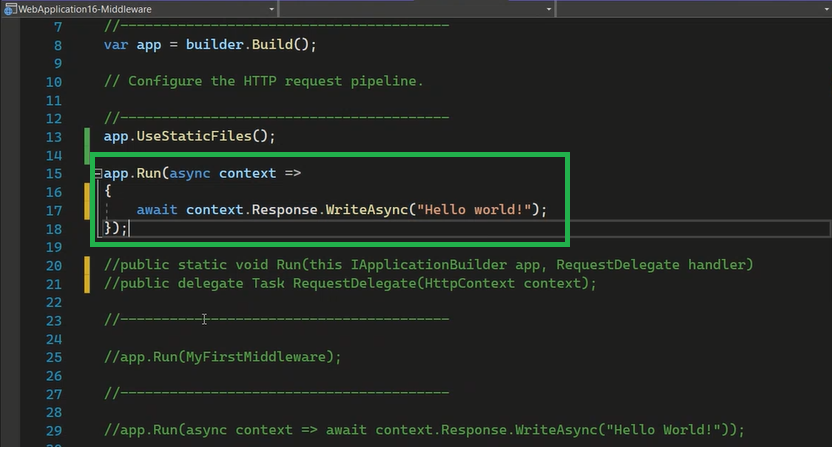 WebApplication16-Middleware
7 //----------------------------------------
8 var app = builder.Build();
9
10 // Configure the HTTP request pipeline.
11
12 //----------------------------------------
13 app.UseStaticFiles();
14
15 app.Run(async context =>
16 {
17 await context.Response.WriteAsync("Hello world!");
18 });
19
20 //public static void Run(this IApplicationBuilder app, RequestDelegate handler)
21 //public delegate Task RequestDelegate(HttpContext context);
22
23 //----------------------------------------
24
25 //app.Run(MyFirstMiddleware);
26
27 //----------------------------------------
28
29 //app.Run(async context => await context.Response.WriteAsync("Hello World!"));